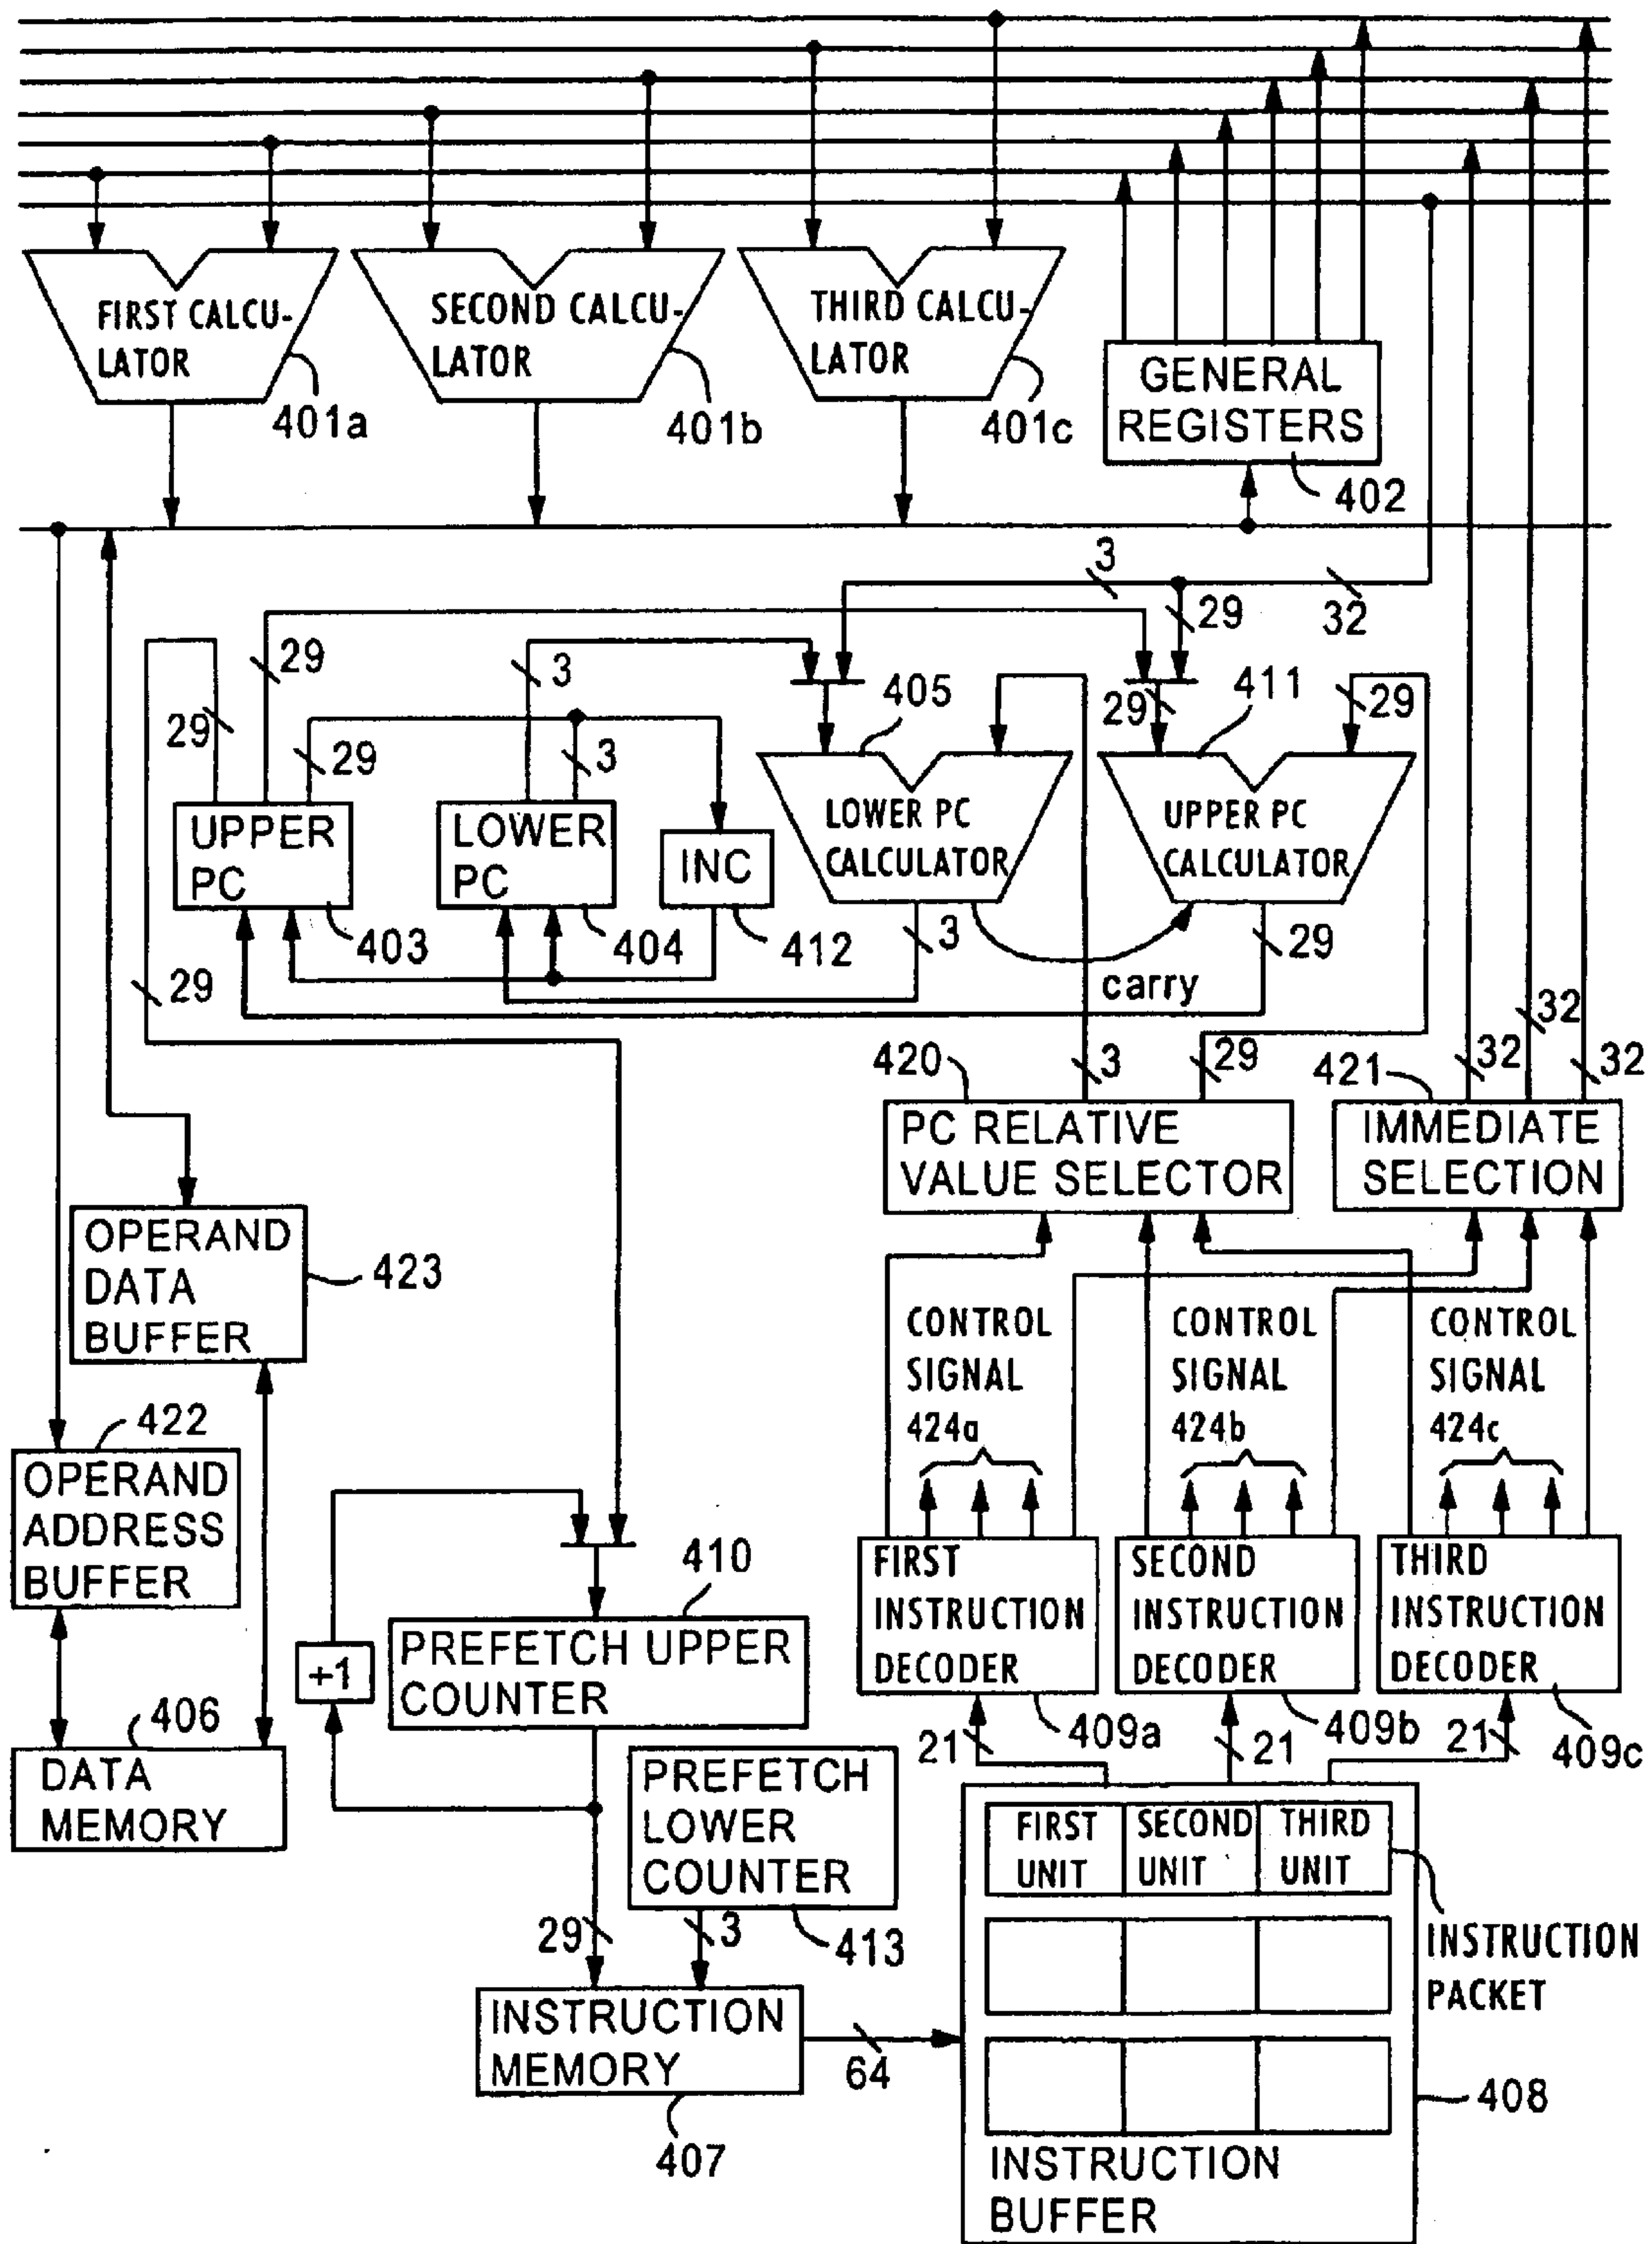 FIRST CALCU-
LATOR
401a
SECOND CALCU-
LATOR
401b
THIRD CALCU-
LATOR
401c
GENERAL
REGISTERS
402
3
32
29
29
29
29
3
3
405
29
411
29
UPPER
PC
403
LOWER
PC
404
INC
412
LOWER PC
CALCULATOR
UPPER PC
CALCULATOR
3
carry
29
29
420
3
29
421
32
32
32
PC RELATIVE
VALUE SELECTOR
IMMEDIATE
SELECTION
OPERAND
DATA
BUFFER
423
CONTROL
SIGNAL
424a
CONTROL
SIGNAL
424b
CONTROL
SIGNAL
424c
422
OPERAND
ADDRESS
BUFFER
410
PREFETCH UPPER
COUNTER
+1
FIRST
INSTRUCTION
DECODER
409a
SECOND
INSTRUCTION
DECODER
409b
THIRD
INSTRUCTION
DECODER
409c
406
DATA
MEMORY
21
21
21
PREFETCH
LOWER
COUNTER
413
29
3
FIRST
UNIT
SECOND
UNIT
THIRD
UNIT
INSTRUCTION
PACKET
INSTRUCTION
MEMORY
407
64
408
INSTRUCTION
BUFFER